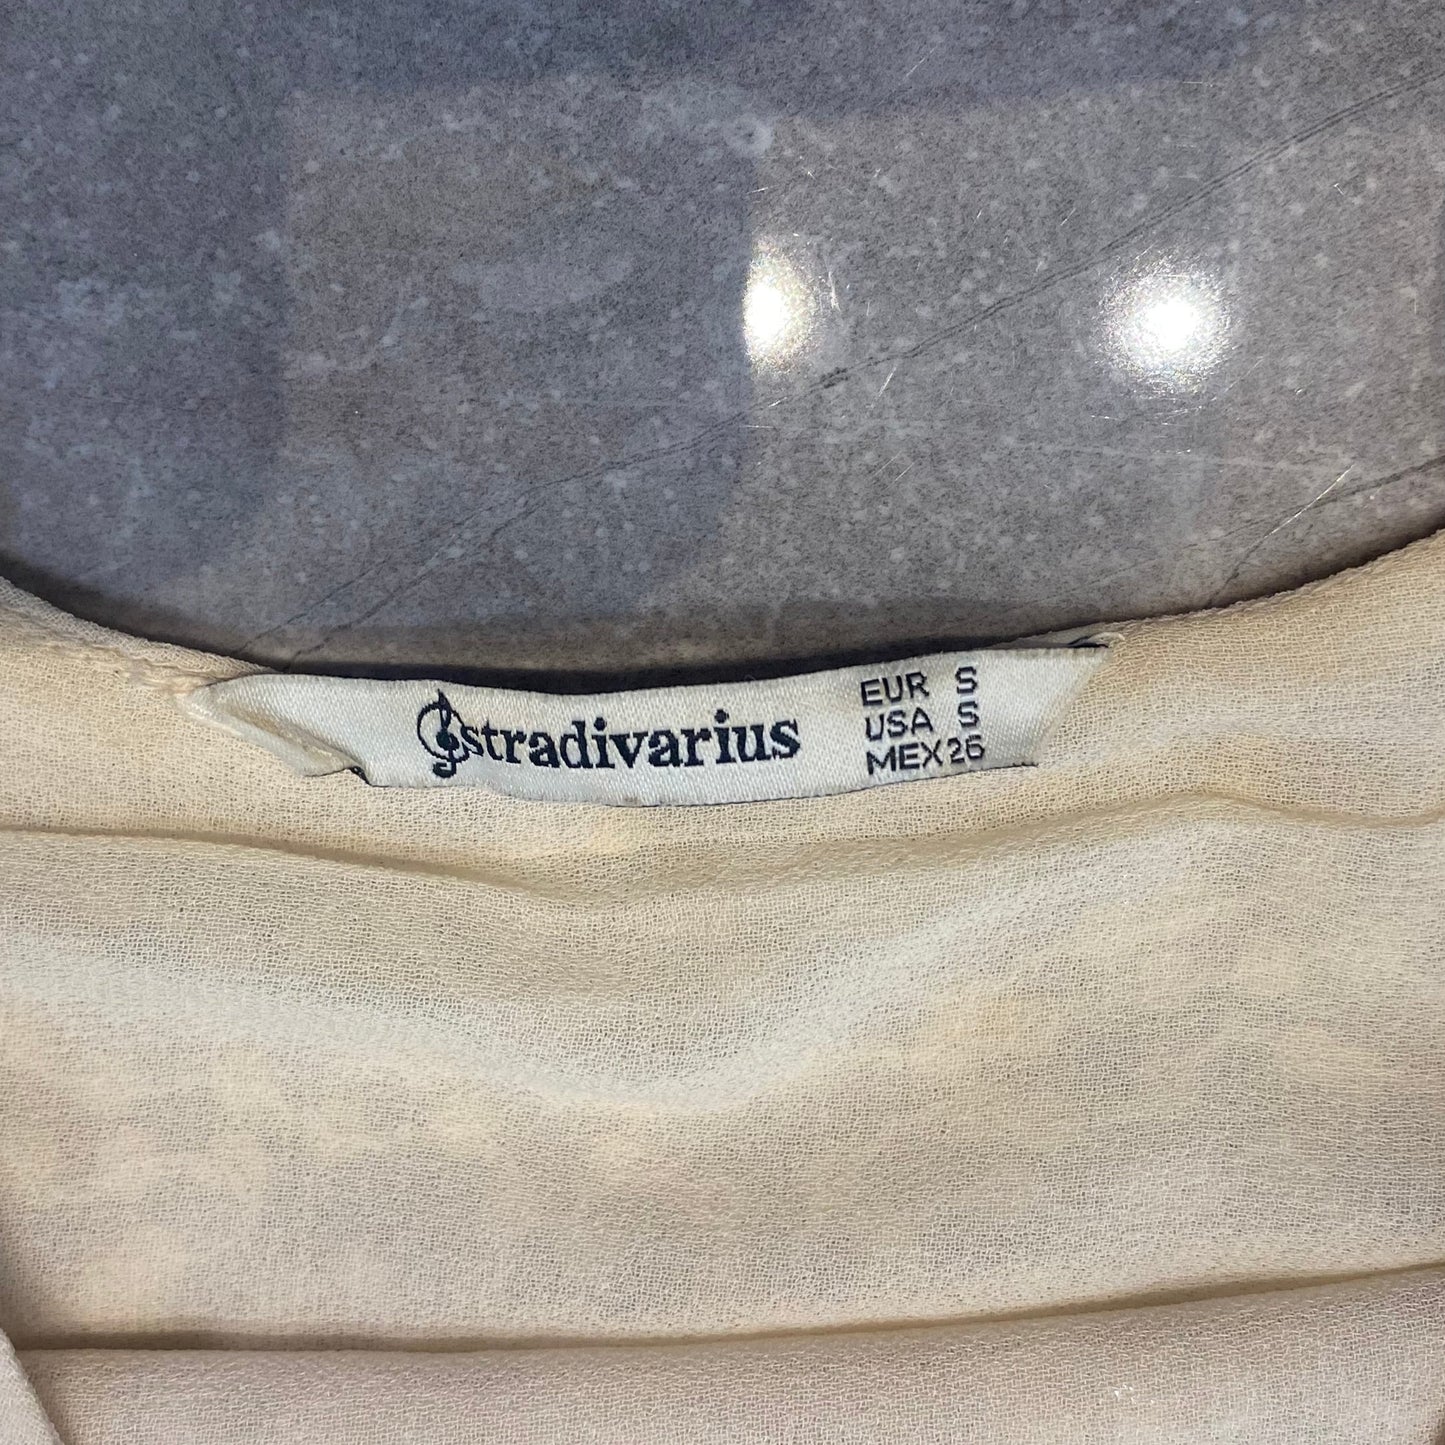 stradivarius
EUR S
USA S
MEX 26